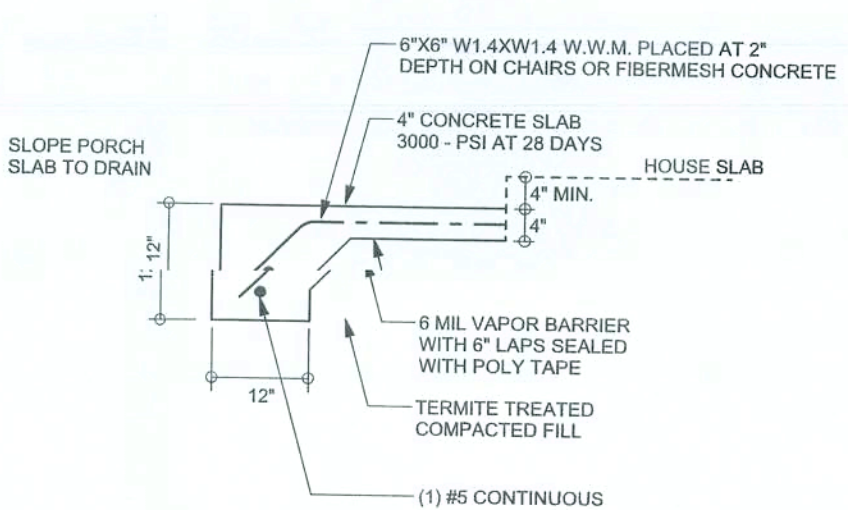 6"X6" W1.4XW1.4 W.W.M. PLACED AT 2"
DEPTH ON CHAIRS OR FIBERMESH CONCRETE
4" CONCRETE SLAB
3000 - PSI AT 28 DAYS
SLOPE PORCH
SLAB TO DRAIN
HOUSE SLAB
4" MIN.
4"
12"
6 MIL VAPOR BARRIER
WITH 6" LAPS SEALED
WITH POLY TAPE
12"
TERMITE TREATED
COMPACTED FILL
(1) #5 CONTINUOUS